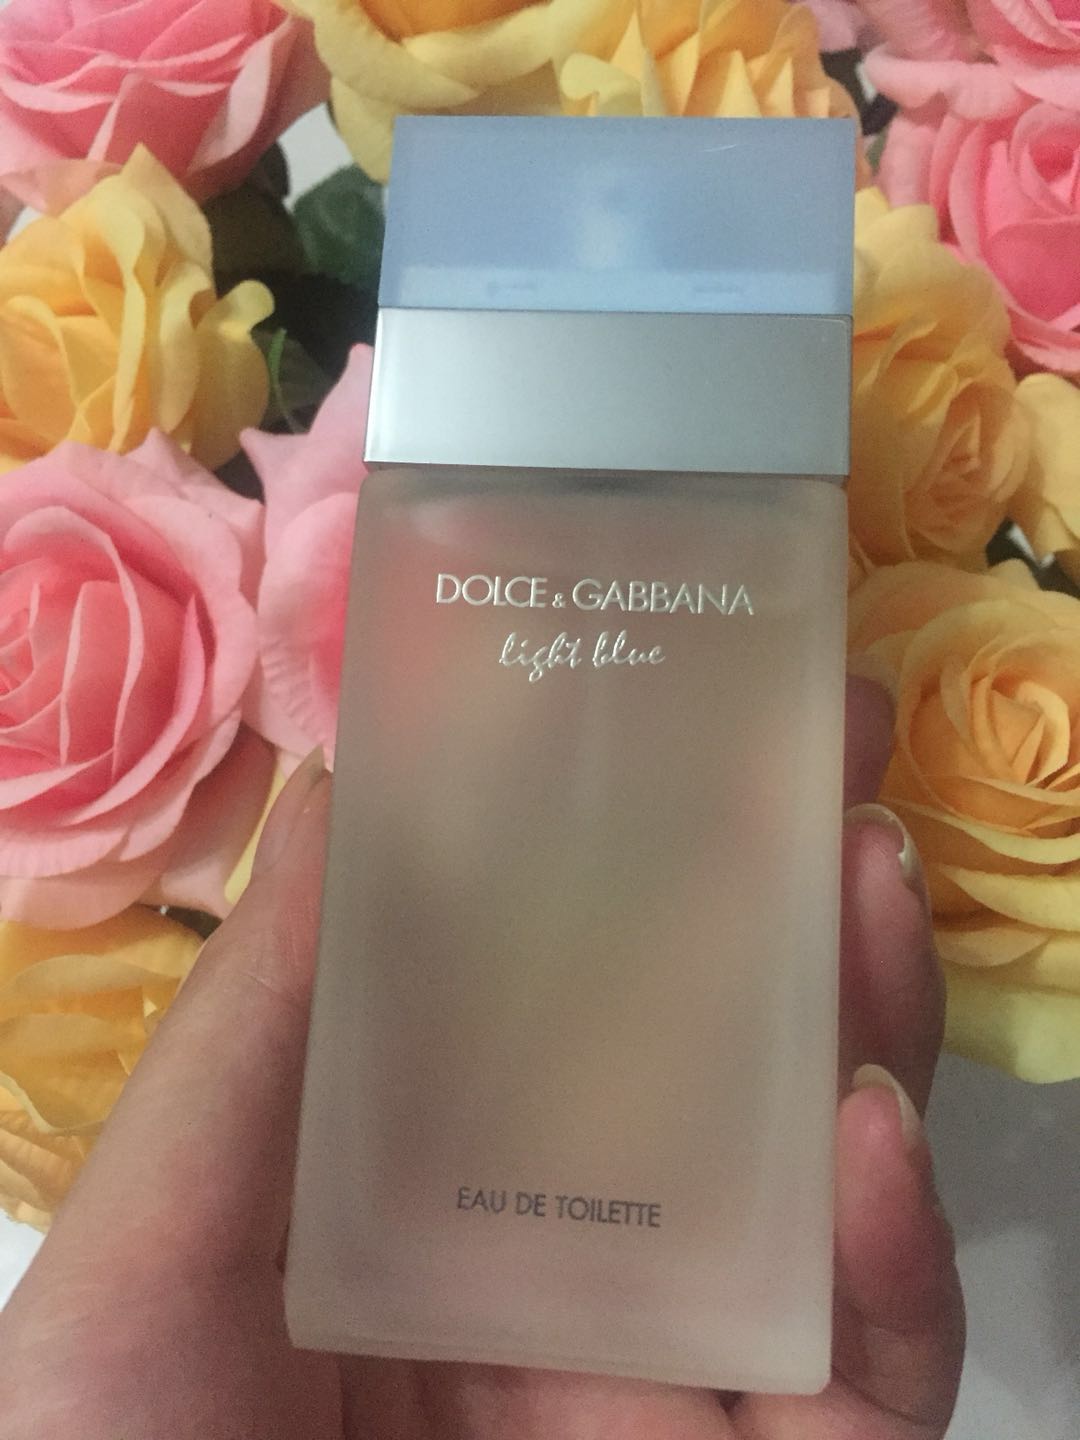 DOLCE & GABBANA
light blue
EAU DE TOILETTE